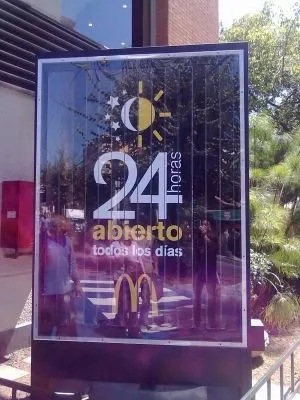 24 horas
abierto
todos los días